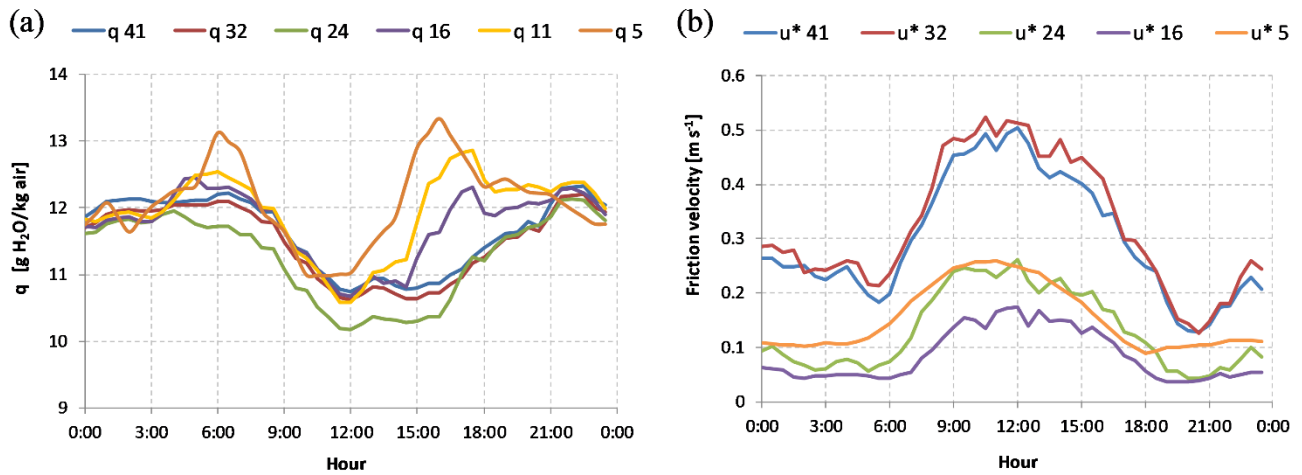 (a)
q 41 q 32 q 24 q 16 q 11 q 5
q [g H₂O/kg air]
14
13
12
11
10
9
0:00 3:00 6:00 9:00 12:00 15:00 18:00 21:00 0:00
Hour
(b)
u* 41 u* 32 u* 24 u* 16 u* 5
Friction velocity [m s⁻¹]
0.6
0.5
0.4
0.3
0.2
0.1
0
0:00 3:00 6:00 9:00 12:00 15:00 18:00 21:00 0:00
Hour